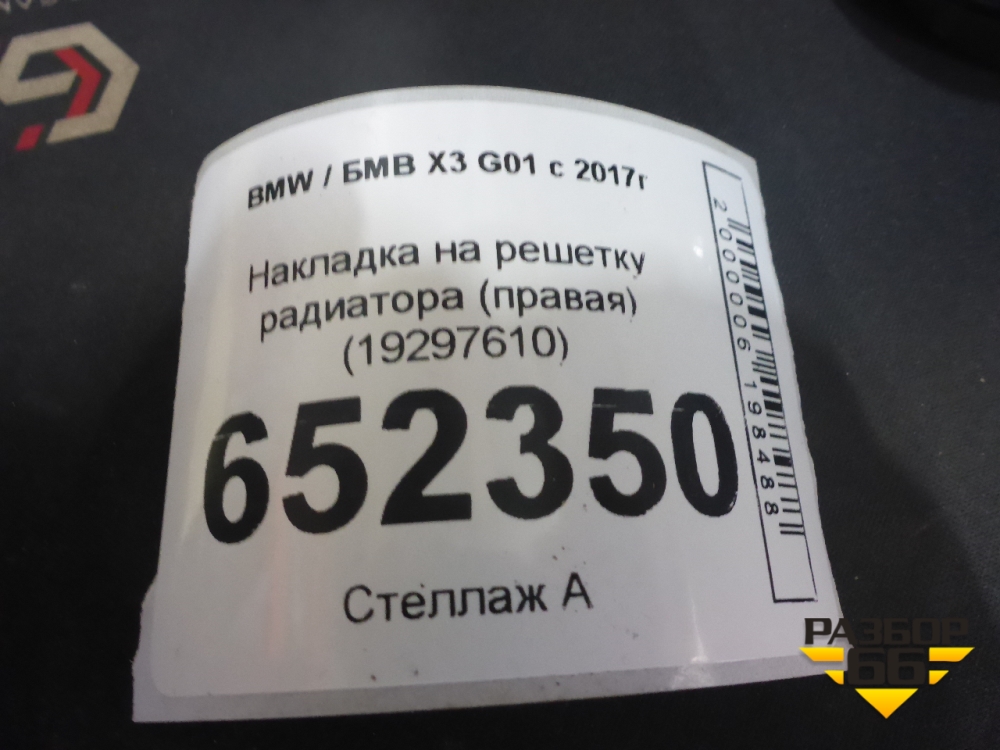 BMW / БМВ X3 G01 с 2017г
Накладка на решетку
радиатора (правая)
(19297610)
652350
Стеллаж А
2000006198488
РАЗБОР
66